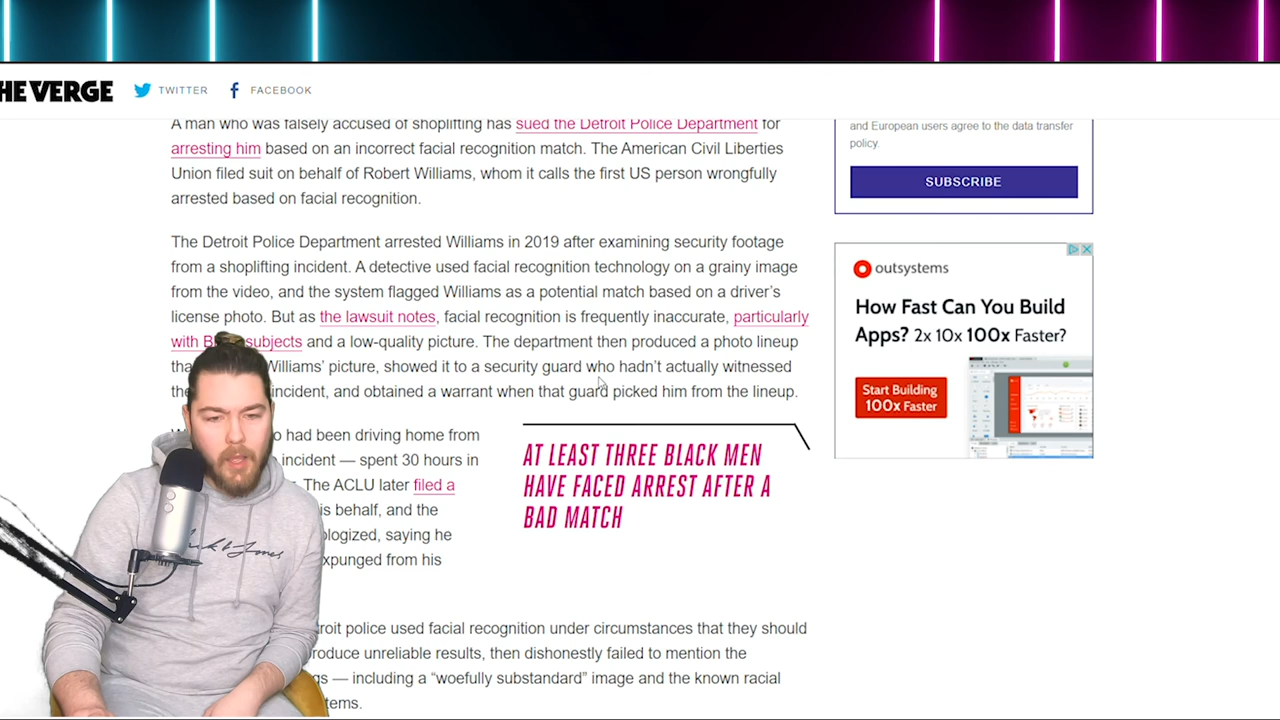 HE VERGE
TWITTER
FACEBOOK
A man who was falsely accused of shoplifting has sued the Detroit Police Department for
arresting him based on an incorrect facial recognition match. The American Civil Liberties
Union filed suit on behalf of Robert Williams, whom it calls the first US person wrongfully
arrested based on facial recognition.
The Detroit Police Department arrested Williams in 2019 after examining security footage
from a shoplifting incident. A detective used facial recognition technology on a grainy image
from the video, and the system flagged Williams as a potential match based on a driver's
license photo. But as the lawsuit notes, facial recognition is frequently inaccurate, particularly
with subjects and a low-quality picture. The department then produced a photo lineup
Williams' picture, showed it to a security guard who hadn't actually witnessed
incident, and obtained a warrant when that guard picked him from the lineup.
had been driving home from
incident — spent 30 hours in
The ACLU later filed a
behalf, and the
saying he
from his
AT LEAST THREE BLACK MEN
HAVE FACED ARREST AFTER A
BAD MATCH
police used facial recognition under circumstances that they should
unreliable results, then dishonestly failed to mention the
— including a “woefully substandard” image and the known racial
and European users agree to the data transfer
policy.
SUBSCRIBE
outsystems
How Fast Can You Build
Apps? 2x 10x 100x Faster?
Start Building
100x Faster